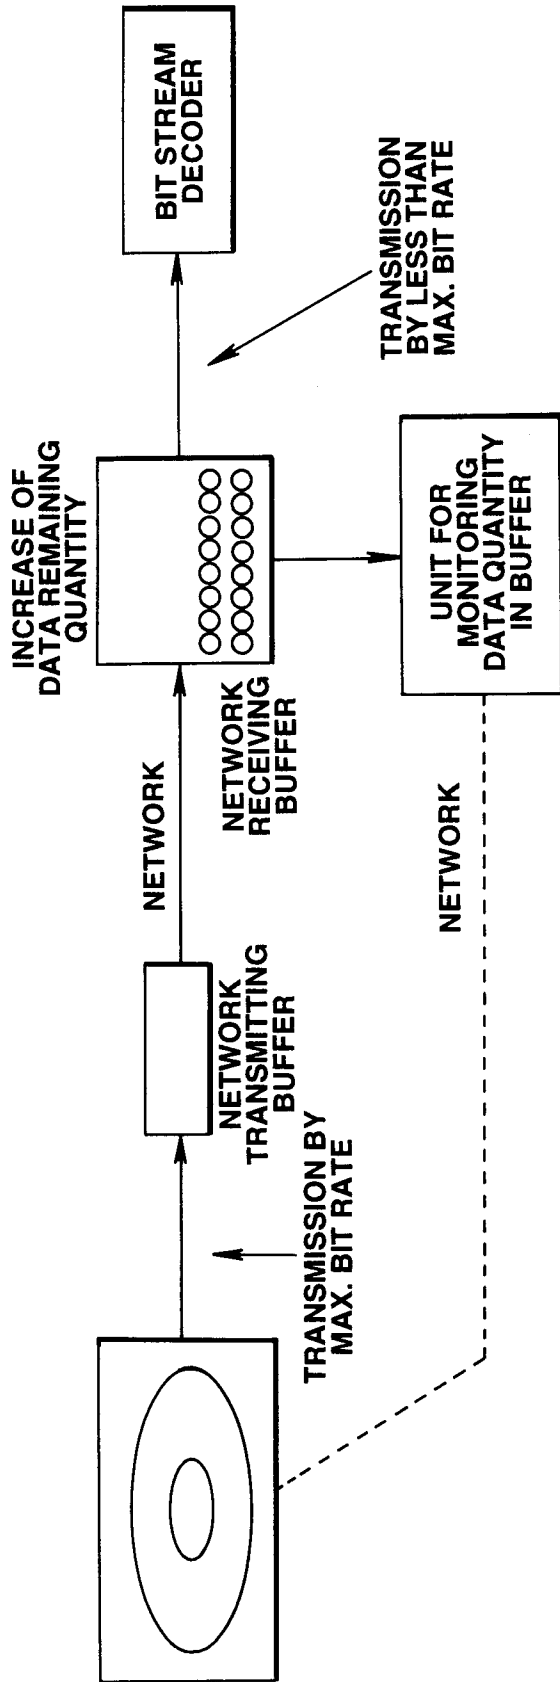 INCREASE OF
DATA REMAINING
QUANTITY
BIT STREAM
DECODER
NETWORK
NETWORK
RECEIVING
BUFFER
TRANSMISSION
BY LESS THAN
MAX. BIT RATE
NETWORK
TRANSMITTING
BUFFER
TRANSMISSION BY
MAX. BIT RATE
UNIT FOR
MONITORING
DATA QUANTITY
IN BUFFER
NETWORK